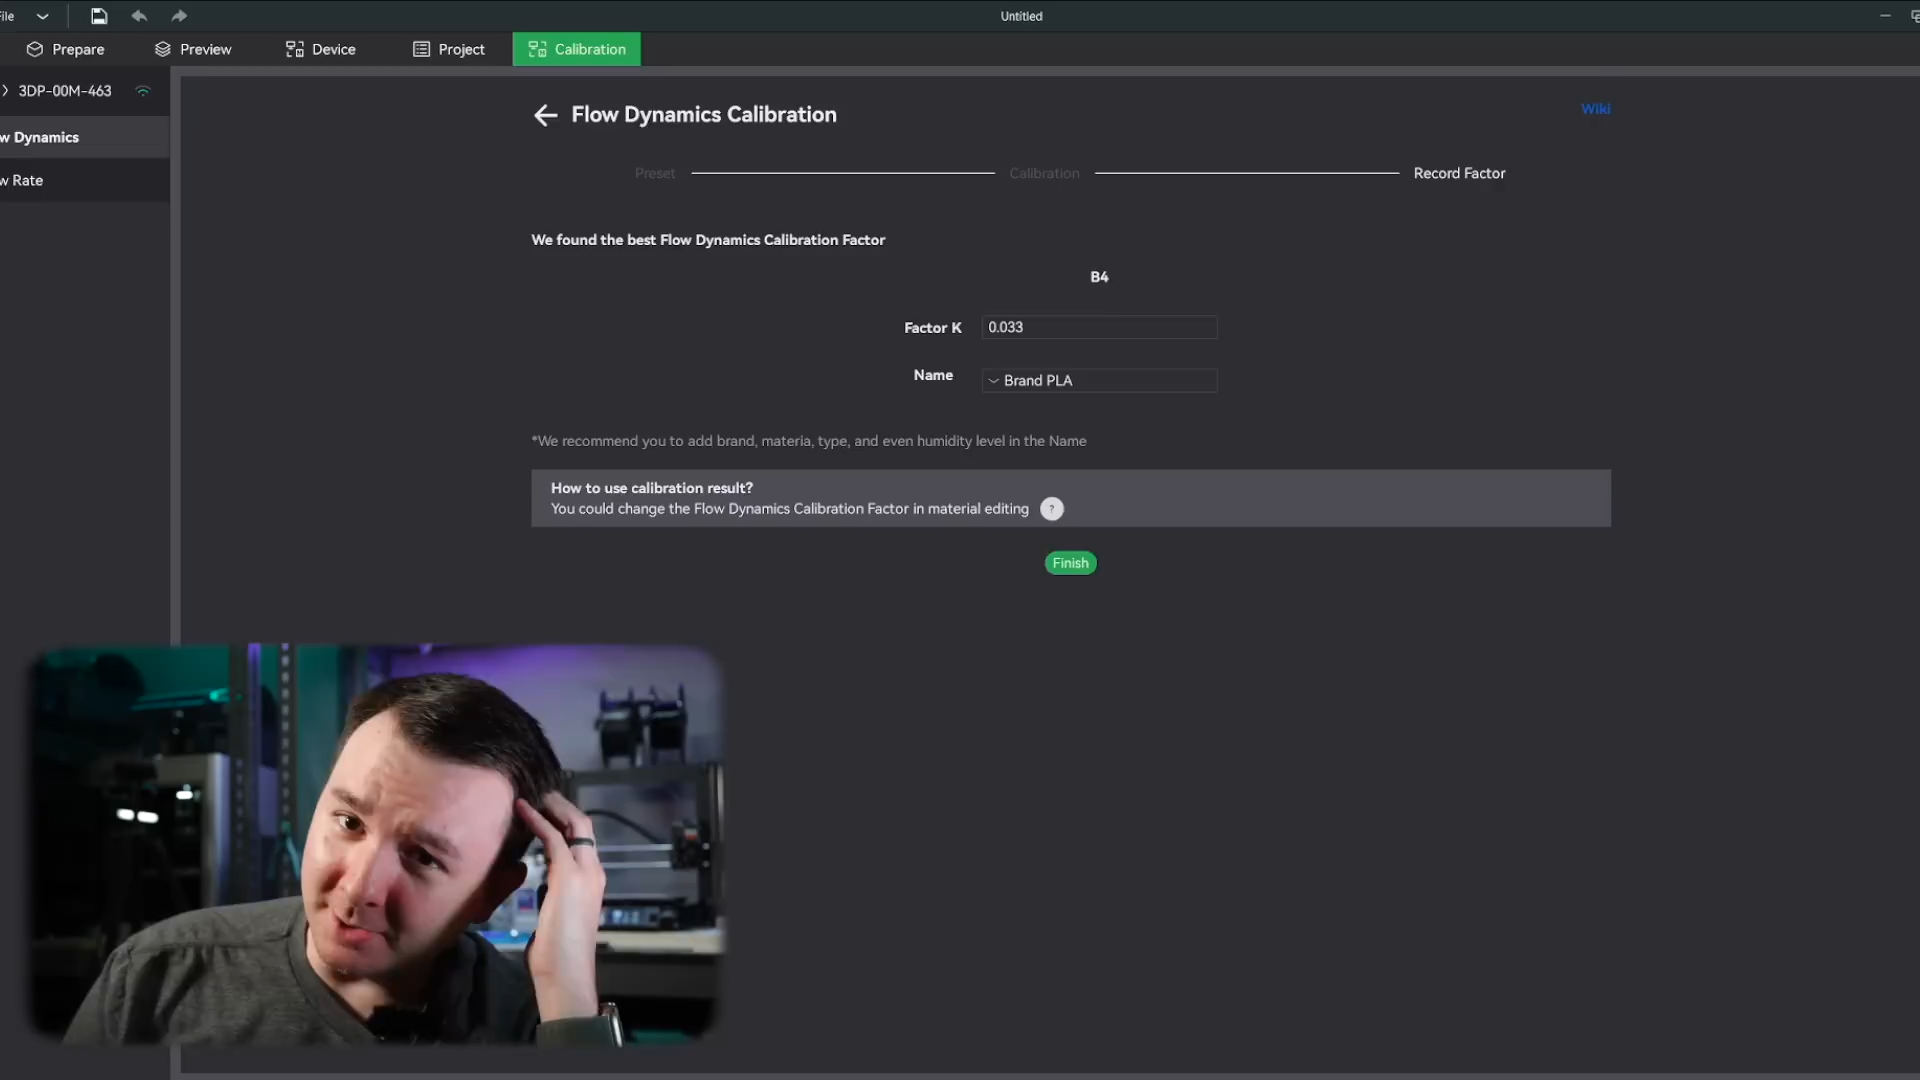 ile
Untitled
Prepare
Preview
Device
Project
Calibration
3DP-00M-463
w Dynamics
w Rate
Flow Dynamics Calibration
Wiki
Preset
Calibration
Record Factor
We found the best Flow Dynamics Calibration Factor
B4
Factor K
0.033
Name
Brand PLA
*We recommend you to add brand, materia, type, and even humidity level in the Name
How to use calibration result?
You could change the Flow Dynamics Calibration Factor in material editing
?
Finish